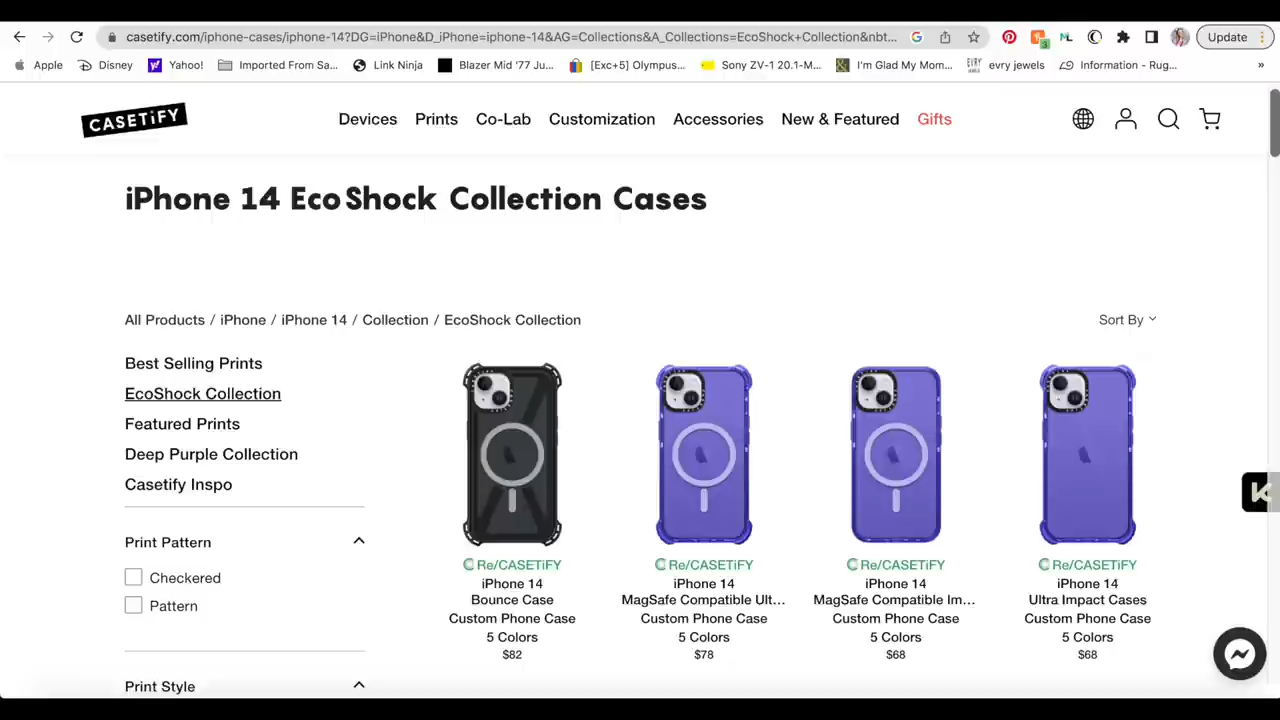 casetify.com/iphone-cases/iphone-14?DG=iPhone&D_iPhone=iphone-14&AG=Collections&A_Collections=EcoShock+Collection&nbt...
Update
Apple
Disney
Yahoo!
Imported From Sa...
Link Ninja
Blazer Mid '77 Ju...
[Exc+5] Olympus...
Sony ZV-1 20.1-M...
I'm Glad My Mom...
EVRY JEWELS
evry jewels
Information - Rug...
»
CASETiFY
Devices
Prints
Co-Lab
Customization
Accessories
New & Featured
Gifts
iPhone 14 EcoShock Collection Cases
All Products / iPhone / iPhone 14 / Collection / EcoShock Collection
Sort By
Best Selling Prints
EcoShock Collection
Featured Prints
Deep Purple Collection
Casetify Inspo
Print Pattern
Checkered
Pattern
Print Style
Re/CASETiFY
iPhone 14
Bounce Case
Custom Phone Case
5 Colors
$82
Re/CASETiFY
iPhone 14
MagSafe Compatible Ult...
Custom Phone Case
5 Colors
$78
Re/CASETiFY
iPhone 14
MagSafe Compatible Im...
Custom Phone Case
5 Colors
$68
Re/CASETiFY
iPhone 14
Ultra Impact Cases
Custom Phone Case
5 Colors
$68